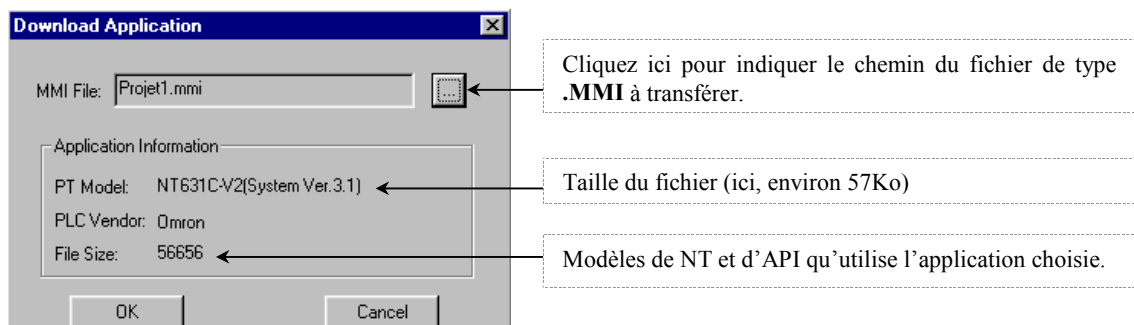 Download Application
MMI File: Projet1.mmi ...
Application Information
PT Model: NT631C-V2(System Ver.3.1)
PLC Vendor: Omron
File Size: 56656
OK Cancel
Cliquez ici pour indiquer le chemin du fichier de type
.MMI à transférer.
Taille du fichier (ici, environ 57Ko)
Modèles de NT et d’API qu’utilise l’application choisie.